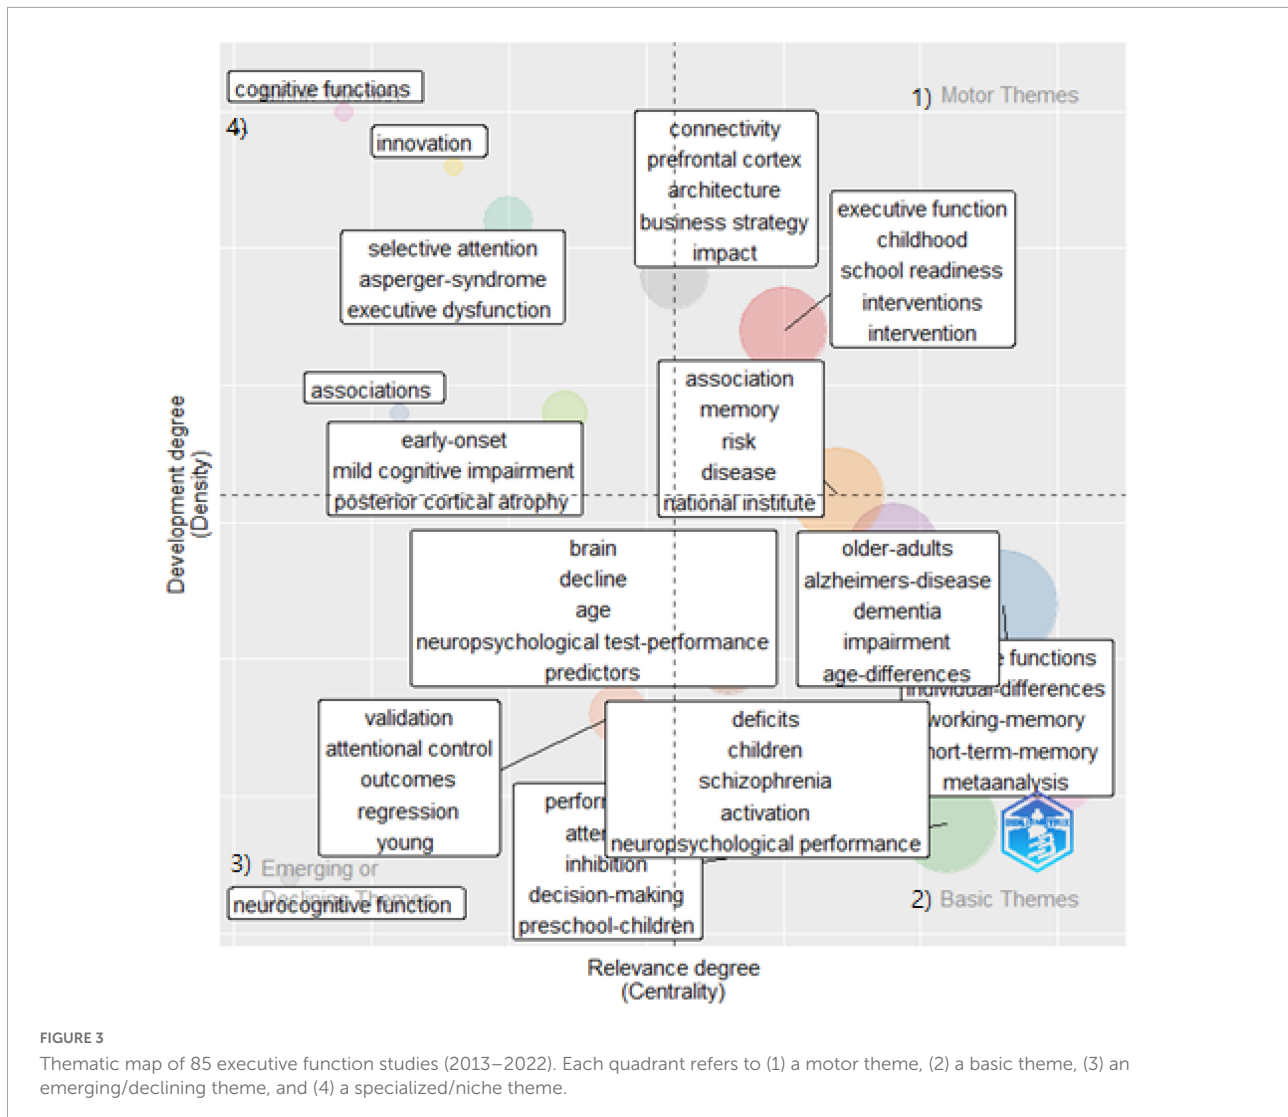 cognitive functions
4)
innovation
1) Motor Themes
connectivity
prefrontal cortex
architecture
business strategy
impact
executive function
childhood
school readiness
interventions
intervention
selective attention
asperger-syndrome
executive dysfunction
associations
early-onset
mild cognitive impairment
posterior cortical atrophy
association
memory
risk
disease
national institute
Development degree
(Density)
brain
decline
age
neuropsychological test-performance
predictors
older-adults
alzheimers-disease
dementia
impairment
age-differences
functions
individual-differences
working-memory
metaanalysis
validation
attentional control
outcomes
regression
young
deficits
children
schizophrenia
activation
neuropsychological performance
inhibition
decision-making
preschool-children
3) Emerging or
Declining Themes
neurocognitive function
2) Basic Themes
Relevance degree
(Centrality)
FIGURE 3
Thematic map of 85 executive function studies (2013–2022). Each quadrant refers to (1) a motor theme, (2) a basic theme, (3) an
emerging/declining theme, and (4) a specialized/niche theme.